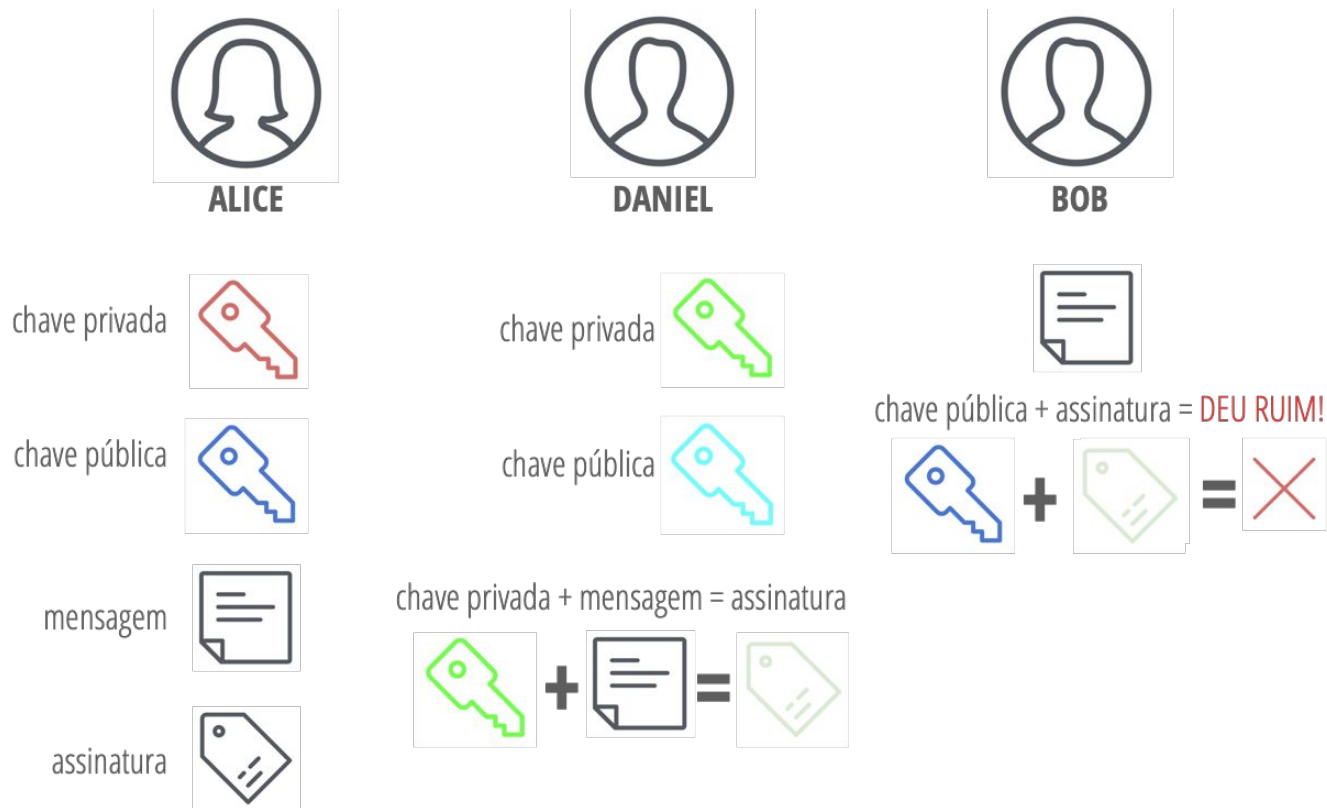 ALICE
DANIEL
BOB
chave privada
chave pública
mensagem
assinatura
chave privada
chave pública
chave privada + mensagem = assinatura
chave pública + assinatura = DEU RUIM!